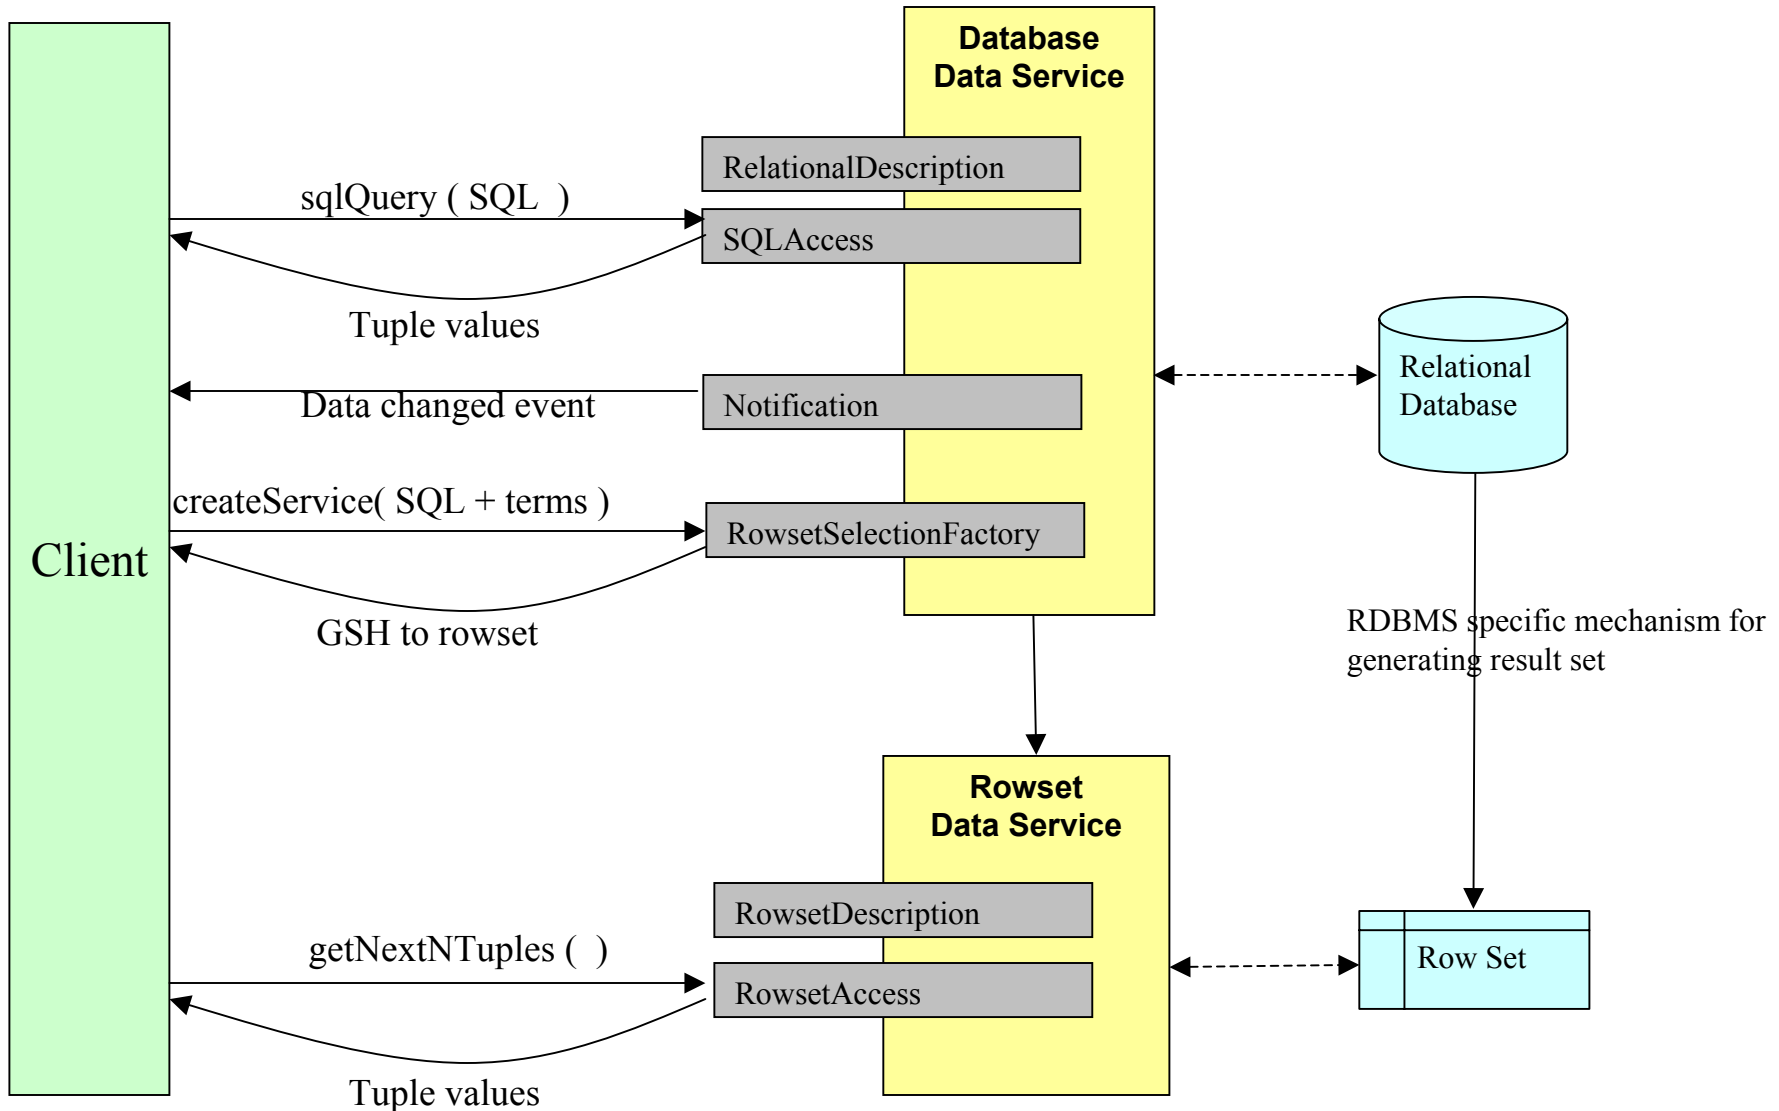 Database
Data Service
RelationalDescription
sqlQuery ( SQL )
SQLAccess
Tuple values
Relational
Database
Data changed event
Notification
createService( SQL + terms )
RowsetSelectionFactory
Client
GSH to rowset
RDBMS specific mechanism for
generating result set
Rowset
Data Service
RowsetDescription
getNextNTuples ( )
Row Set
RowsetAccess
Tuple values